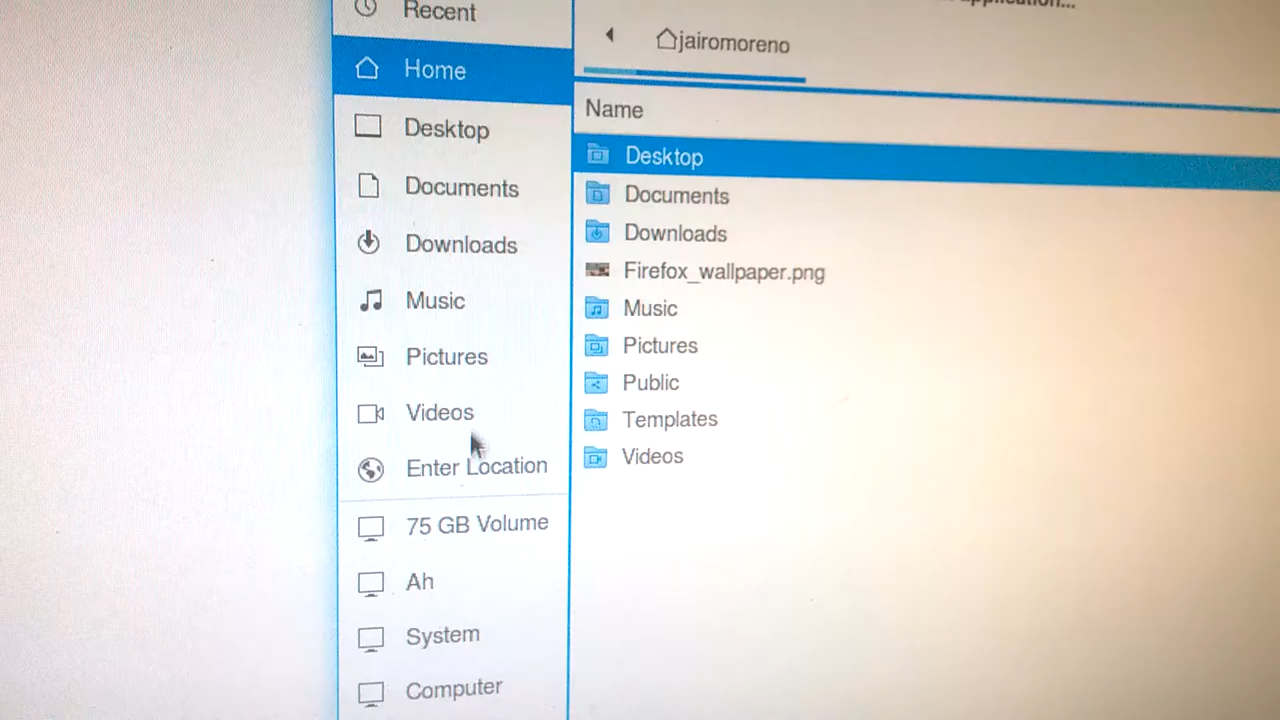 Recent
Home
Desktop
Documents
Downloads
Music
Pictures
Videos
Enter Location
75 GB Volume
Ah
System
Computer
jairomoreno
Name
Desktop
Documents
Downloads
Firefox_wallpaper.png
Music
Pictures
Public
Templates
Videos